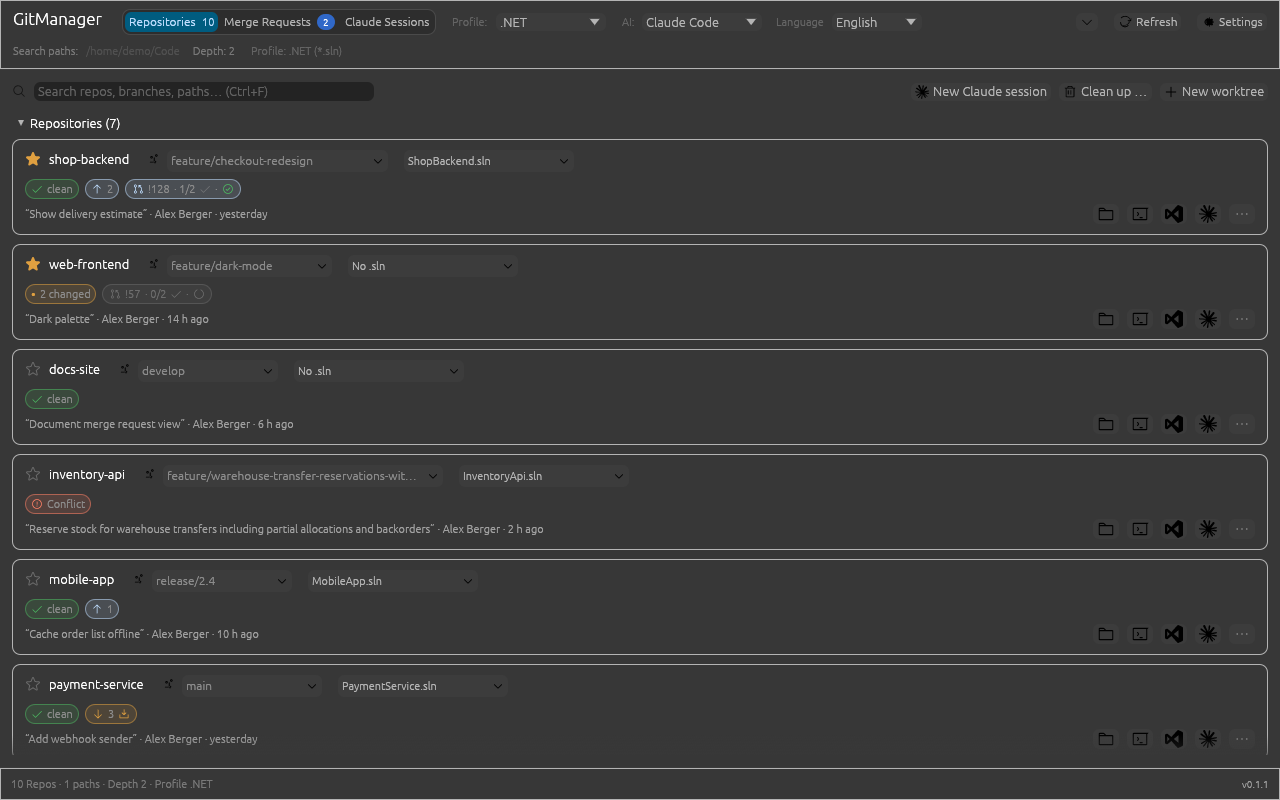 GitManager Repositories 10 Merge Requests 2 Claude Sessions Profile: .NET AI: Claude Code Language English Refresh Settings
Search paths: /home/demo/Code Depth: 2 Profile: .NET (*.sln)
Search repos, branches, paths… (Ctrl+F) New Claude session Clean up … New worktree
Repositories (7)
shop-backend feature/checkout-redesign ShopBackend.sln
clean 2 !128 · 1/2 ·
“Show delivery estimate” · Alex Berger · yesterday
web-frontend feature/dark-mode No .sln
2 changed !57 · 0/2 ·
“Dark palette” · Alex Berger · 14 h ago
docs-site develop No .sln
clean
“Document merge request view” · Alex Berger · 6 h ago
inventory-api feature/warehouse-transfer-reservations-wit… InventoryApi.sln
Conflict
“Reserve stock for warehouse transfers including partial allocations and backorders” · Alex Berger · 2 h ago
mobile-app release/2.4 MobileApp.sln
clean 1
“Cache order list offline” · Alex Berger · 10 h ago
payment-service main PaymentService.sln
clean 3
“Add webhook sender” · Alex Berger · yesterday
10 Repos · 1 paths · Depth 2 · Profile .NET v0.1.1